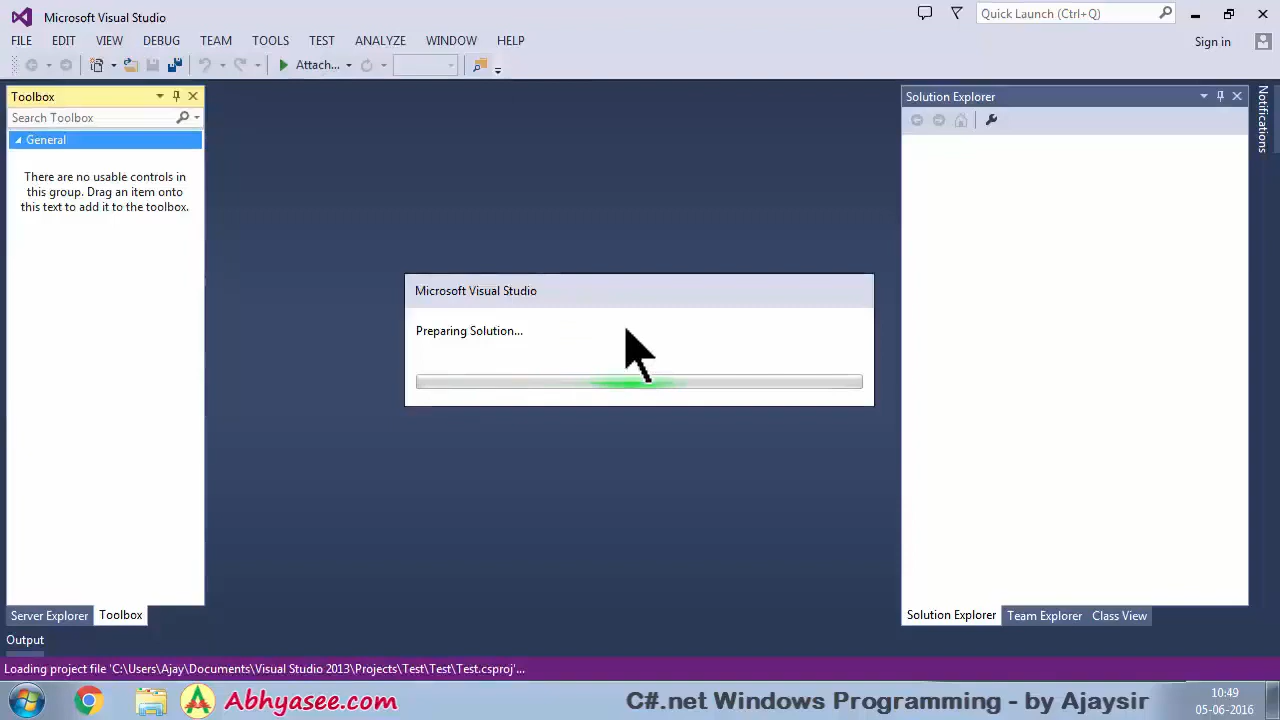 Microsoft Visual Studio
Quick Launch (Ctrl+Q)
FILE EDIT VIEW DEBUG TEAM TOOLS TEST ANALYZE WINDOW HELP
Sign in
Attach...
Toolbox
Search Toolbox
General
There are no usable controls in
this group. Drag an item onto
this text to add it to the toolbox.
Microsoft Visual Studio
Preparing Solution...
Solution Explorer
Notifications
Server Explorer Toolbox
Solution Explorer Team Explorer Class View
Output
Loading project file 'C:\Users\Ajay\Documents\Visual Studio 2013\Projects\Test\Test\Test.csproj'...
Abhyasee.com
C#.net Windows Programming - by Ajaysir
10:49
05-06-2016